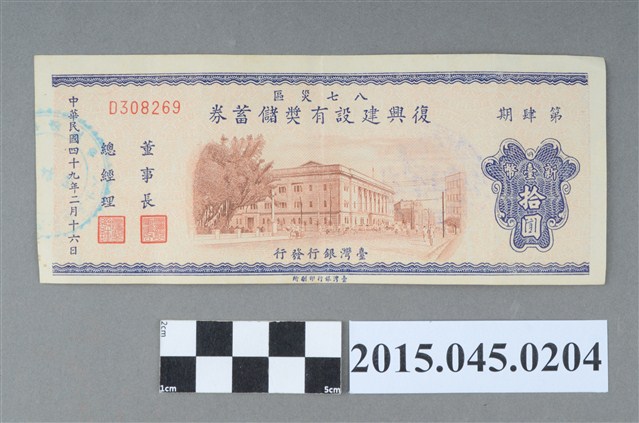 八七災區
復興建設有獎儲蓄券
第肆期
D308269
新臺幣
拾圓
中華民國四十九年二月十六日
董事長
總經理
臺灣銀行發行
臺灣銀行印刷所
2cm
1cm
5cm
2015.045.0204